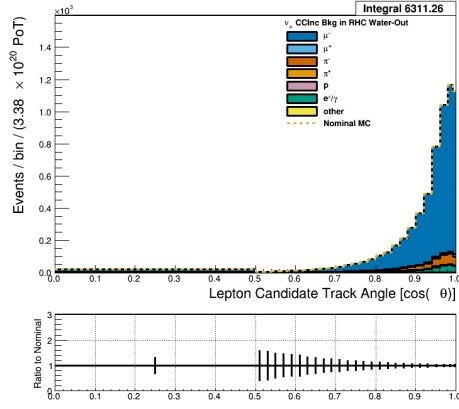 Integral 6311.26
×10³
ν_μ CCInc Bkg in RHC Water-Out
μ⁻
μ⁺
π⁻
π⁺
p
e⁺/γ
other
Nominal MC
Events / bin / (3.38 ×10²⁰ PoT)
1.4
1.2
1.0
0.8
0.6
0.4
0.2
0.0
0.0 0.1 0.2 0.3 0.4 0.5 0.6 0.7 0.8 0.9 1.0
Lepton Candidate Track Angle [cos( θ)]
Ratio to Nominal
3
2
1
0
0.0 0.1 0.2 0.3 0.4 0.5 0.6 0.7 0.8 0.9 1.0